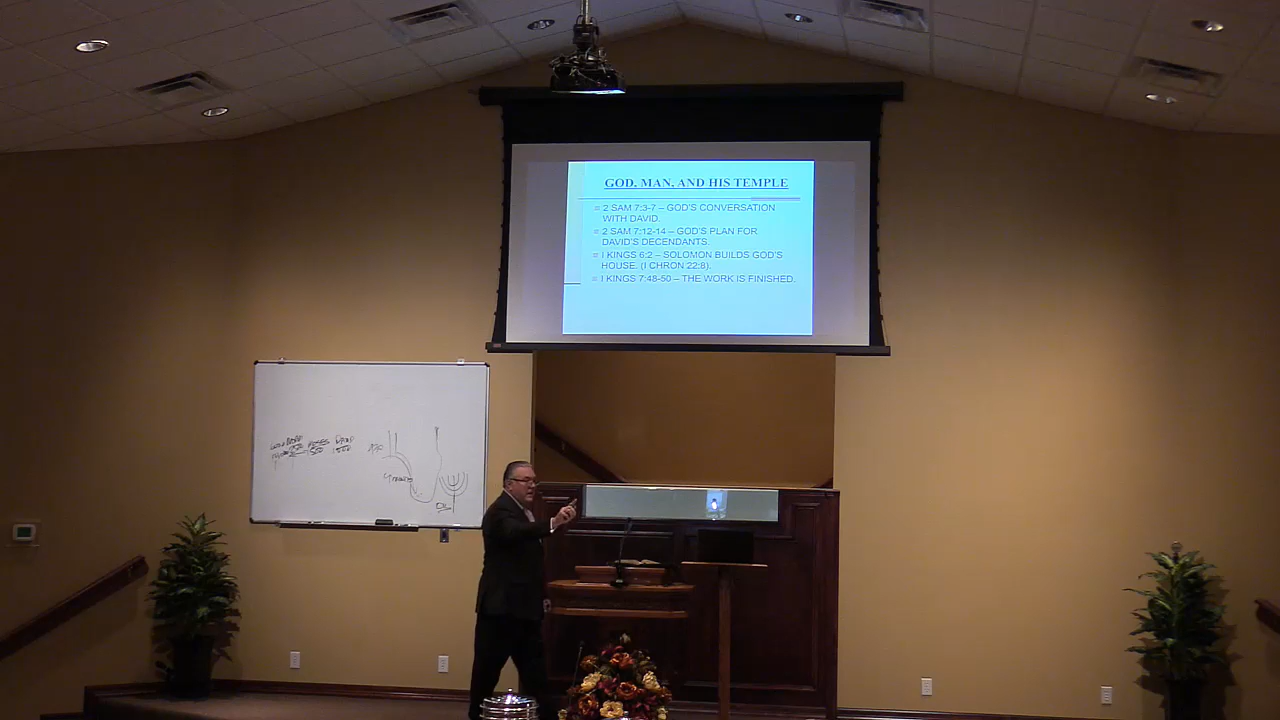 GOD, MAN, AND HIS TEMPLE
2 SAM 7:3-7 – GOD'S CONVERSATION
WITH DAVID.
2 SAM 7:12-14 – GOD'S PLAN FOR
DAVID'S DECENDANTS.
I KINGS 6:2 – SOLOMON BUILDS GOD'S
HOUSE. (I CHRON 22:8).
I KINGS 7:48-50 – THE WORK IS FINISHED.